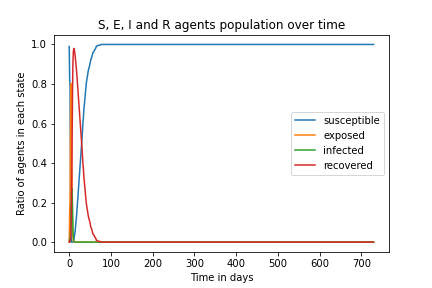 S, E, I and R agents population over time
Ratio of agents in each state
1.0
0.8
0.6
0.4
0.2
0.0
susceptible
exposed
infected
recovered
0 100 200 300 400 500 600 700
Time in days